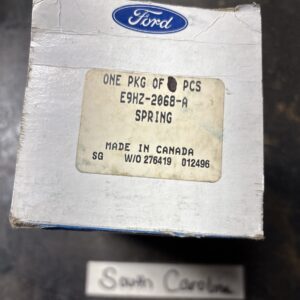 Ford
ONE PKG OF PCS
E9HZ-2068-A
SPRING
MADE IN CANADA
SG W/O 276419 012496
South Carolina